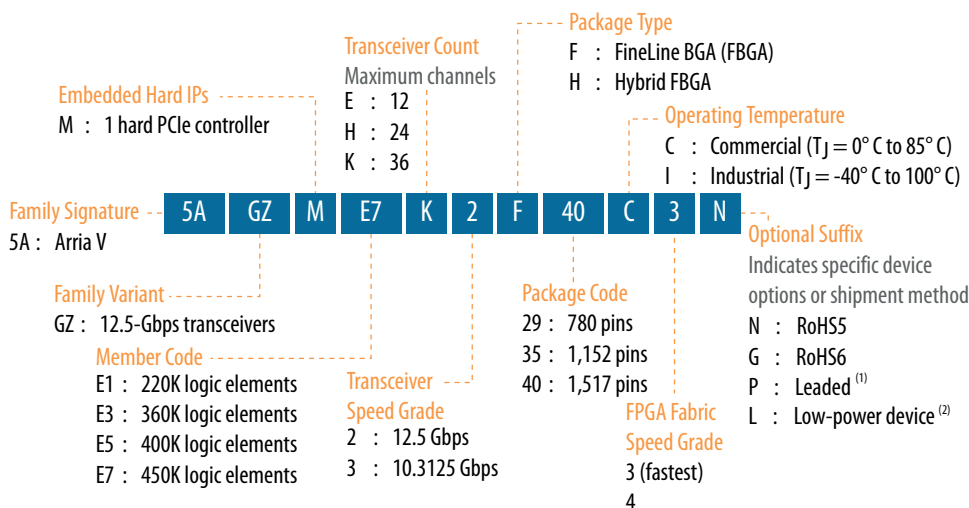 Package Type
F : FineLine BGA (FBGA)
H : Hybrid FBGA
Transceiver Count
Maximum channels
E : 12
H : 24
K : 36
Embedded Hard IPs
M : 1 hard PCIe controller
Operating Temperature
C : Commercial (TJ = 0° C to 85° C)
I : Industrial (TJ = -40° C to 100° C)
Family Signature
5A : Arria V
5A GZ M E7 K 2 F 40 C 3 N
Optional Suffix
Indicates specific device
options or shipment method
N : RoHS5
G : RoHS6
P : Leaded (1)
L : Low-power device (2)
Family Variant
GZ : 12.5-Gbps transceivers
Member Code
E1 : 220K logic elements
E3 : 360K logic elements
E5 : 400K logic elements
E7 : 450K logic elements
Transceiver
Speed Grade
2 : 12.5 Gbps
3 : 10.3125 Gbps
Package Code
29 : 780 pins
35 : 1,152 pins
40 : 1,517 pins
FPGA Fabric
Speed Grade
3 (fastest)
4